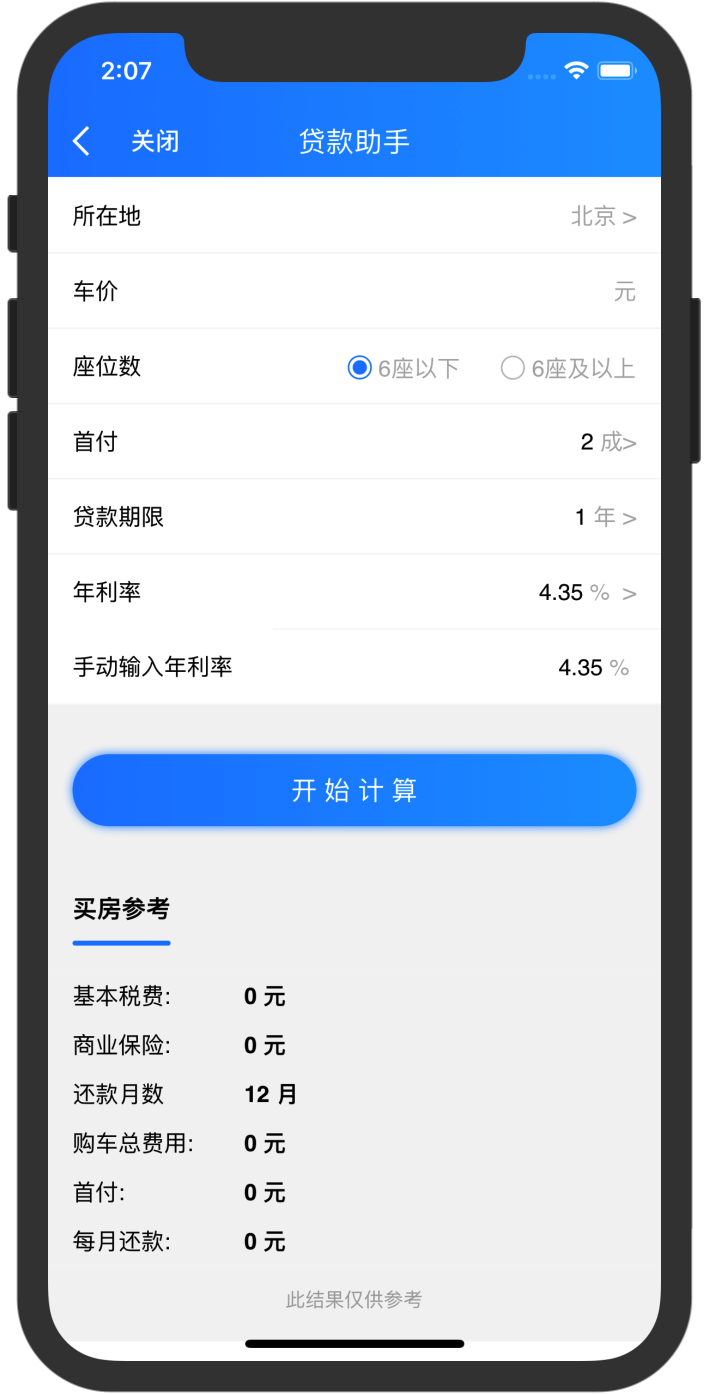 2:07
关闭 贷款助手
所在地 北京 >
车价 元
座位数 6座以下 6座及以上
首付 2 成>
贷款期限 1 年 >
年利率 4.35 % >
手动输入年利率 4.35 %
开始计算
买房参考
基本税费: 0 元
商业保险: 0 元
还款月数 12 月
购车总费用: 0 元
首付: 0 元
每月还款: 0 元
此结果仅供参考